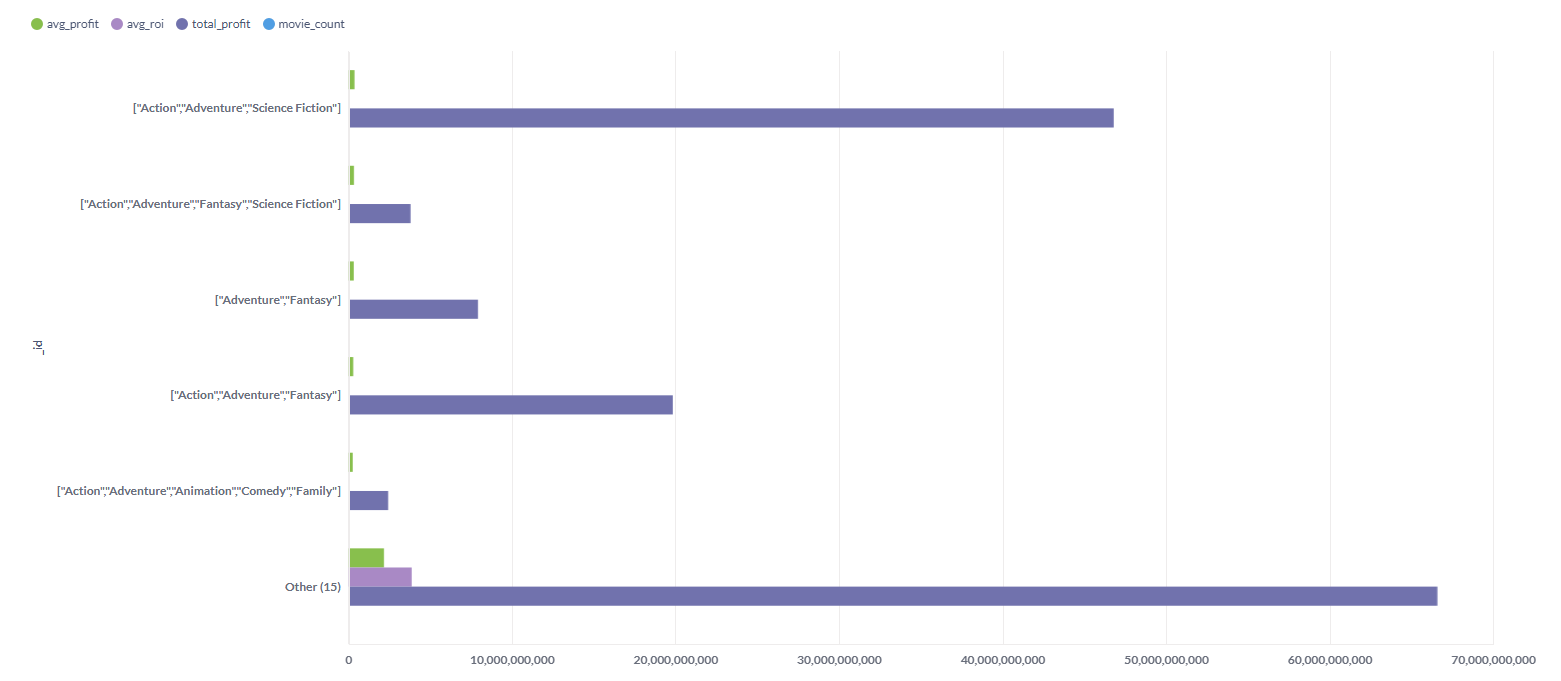 avg_profit avg_roi total_profit movie_count
["Action","Adventure","Science Fiction"]
["Action","Adventure","Fantasy","Science Fiction"]
["Adventure","Fantasy"]
_id
["Action","Adventure","Fantasy"]
["Action","Adventure","Animation","Comedy","Family"]
Other (15)
0 10,000,000,000 20,000,000,000 30,000,000,000 40,000,000,000 50,000,000,000 60,000,000,000 70,000,000,000